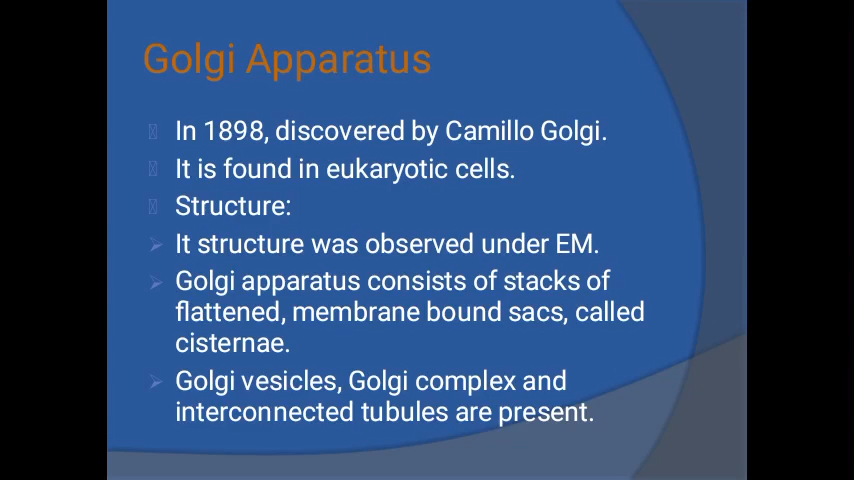 Golgi Apparatus
In 1898, discovered by Camillo Golgi.
It is found in eukaryotic cells.
Structure:
It structure was observed under EM.
Golgi apparatus consists of stacks of
flattened, membrane bound sacs, called
cisternae.
Golgi vesicles, Golgi complex and
interconnected tubules are present.